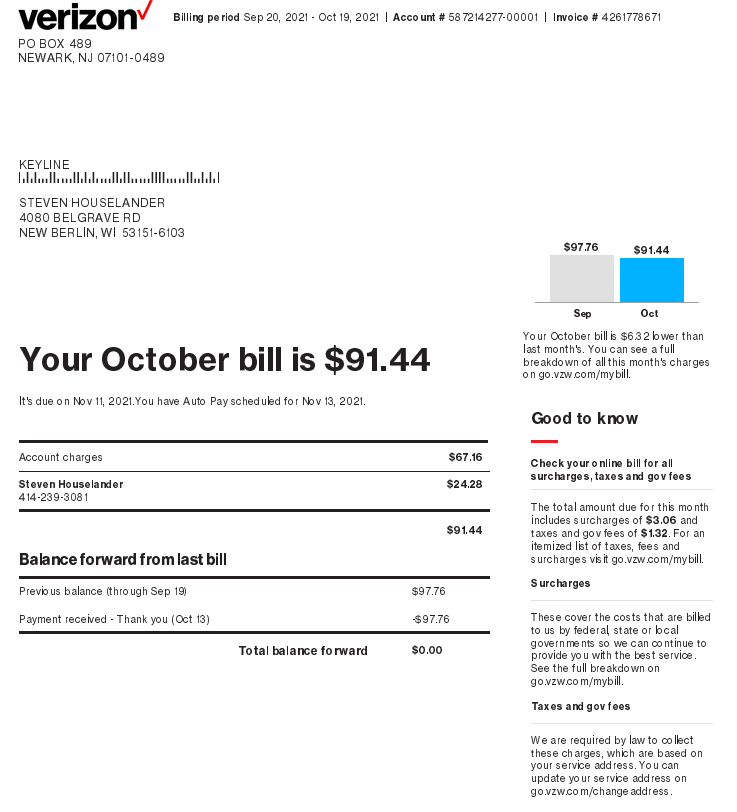 verizon
Billing period Sep 20, 2021 - Oct 19, 2021 | Account # 587214277-00001 | Invoice # 4261778671
PO BOX 489
NEWARK, NJ 07101-0489
KEYLINE
STEVEN HOUSELANDER
4080 BELGRAVE RD
NEW BERLIN, WI 53151-6103
$97.76
$91.44
Sep
Oct
Your October bill is $6.32 lower than
last month's. You can see a full
breakdown of all this month's charges
on go.vzw.com/mybill.
Your October bill is $91.44
It's due on Nov 11, 2021.You have Auto Pay scheduled for Nov 13, 2021.
Account charges $67.16
Steven Houselander $24.28
414-239-3081
$91.44
Balance forward from last bill
Previous balance (through Sep 19) $97.76
Payment received - Thank you (Oct 13) -$97.76
Total balance forward $0.00
Good to know
Check your online bill for all
surcharges, taxes and gov fees
The total amount due for this month
includes surcharges of $3.06 and
taxes and gov fees of $1.32. For an
itemized list of taxes, fees and
surcharges visit go.vzw.com/mybill.
Surcharges
These cover the costs that are billed
to us by federal, state or local
governments so we can continue to
provide you with the best service.
See the full breakdown on
go.vzw.com/mybill.
Taxes and gov fees
We are required by law to collect
these charges, which are based on
your service address. You can
update your service address on
go.vzw.com/changeaddress.